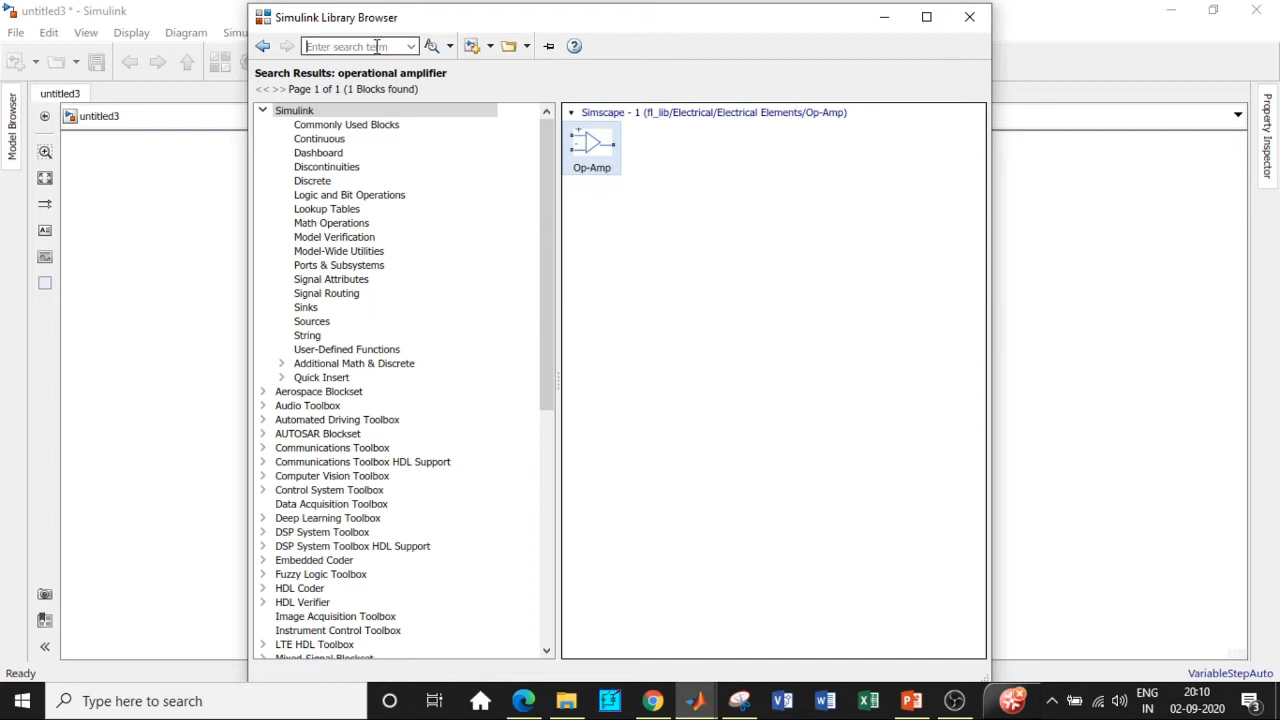 untitled3 * - Simulink
File Edit View Display Diagram Simu
Simulink Library Browser
Enter search term
Search Results: operational amplifier
<< >> Page 1 of 1 (1 Blocks found)
untitled3
untitled3
Model Browser
Property Inspector
Simulink
Commonly Used Blocks
Continuous
Dashboard
Discontinuities
Discrete
Logic and Bit Operations
Lookup Tables
Math Operations
Model Verification
Model-Wide Utilities
Ports & Subsystems
Signal Attributes
Signal Routing
Sinks
Sources
String
User-Defined Functions
Additional Math & Discrete
Quick Insert
Aerospace Blockset
Audio Toolbox
Automated Driving Toolbox
AUTOSAR Blockset
Communications Toolbox
Communications Toolbox HDL Support
Computer Vision Toolbox
Control System Toolbox
Data Acquisition Toolbox
Deep Learning Toolbox
DSP System Toolbox
DSP System Toolbox HDL Support
Embedded Coder
Fuzzy Logic Toolbox
HDL Coder
HDL Verifier
Image Acquisition Toolbox
Instrument Control Toolbox
LTE HDL Toolbox
Mixed-Signal Blockset
Simscape - 1 (fl_lib/Electrical/Electrical Elements/Op-Amp)
Op-Amp
Ready
VariableStepAuto
Type here to search
ENG
IN
20:10
02-09-2020
3